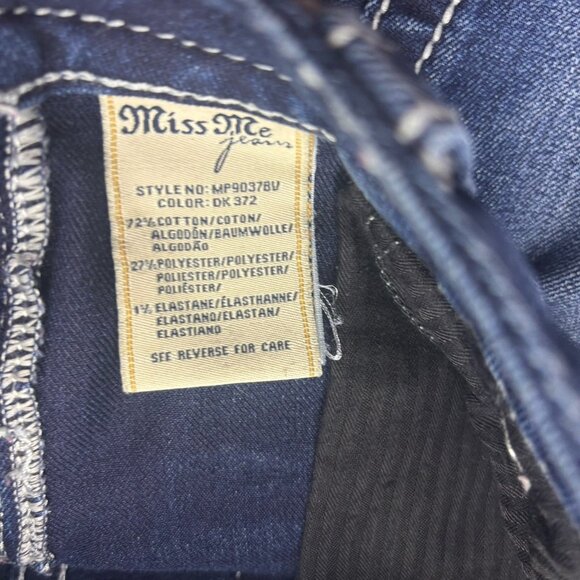 Miss Me
jeans
STYLE NO: MP9037BV
COLOR: DK 372
72% COTTON/COTON/
ALGODÓN/BAUMWOLLE/
ALGODÃO
27% POLYESTER/POLYESTER/
POLIESTER/POLYESTER/
POLIÉSTER/
1% ELASTANE/ÉLASTHANNE/
ELASTANO/ELASTAN/
ELASTIANO
SEE REVERSE FOR CARE